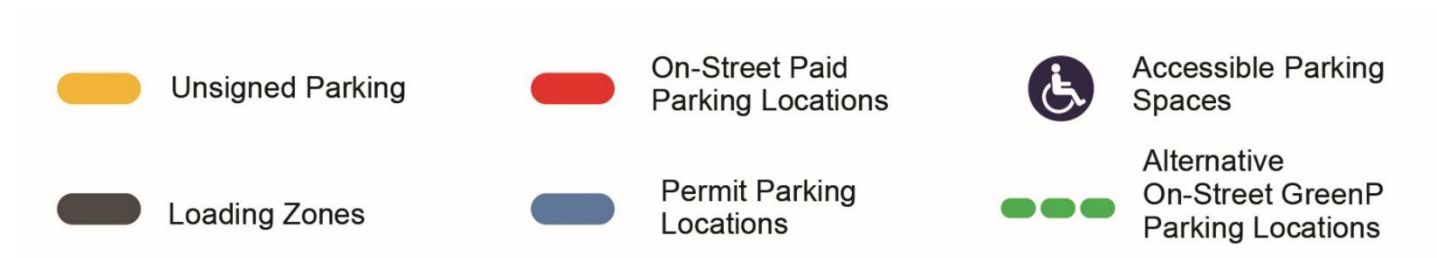 Unsigned Parking
On-Street Paid
Parking Locations
Accessible Parking
Spaces
Loading Zones
Permit Parking
Locations
Alternative
On-Street GreenP
Parking Locations